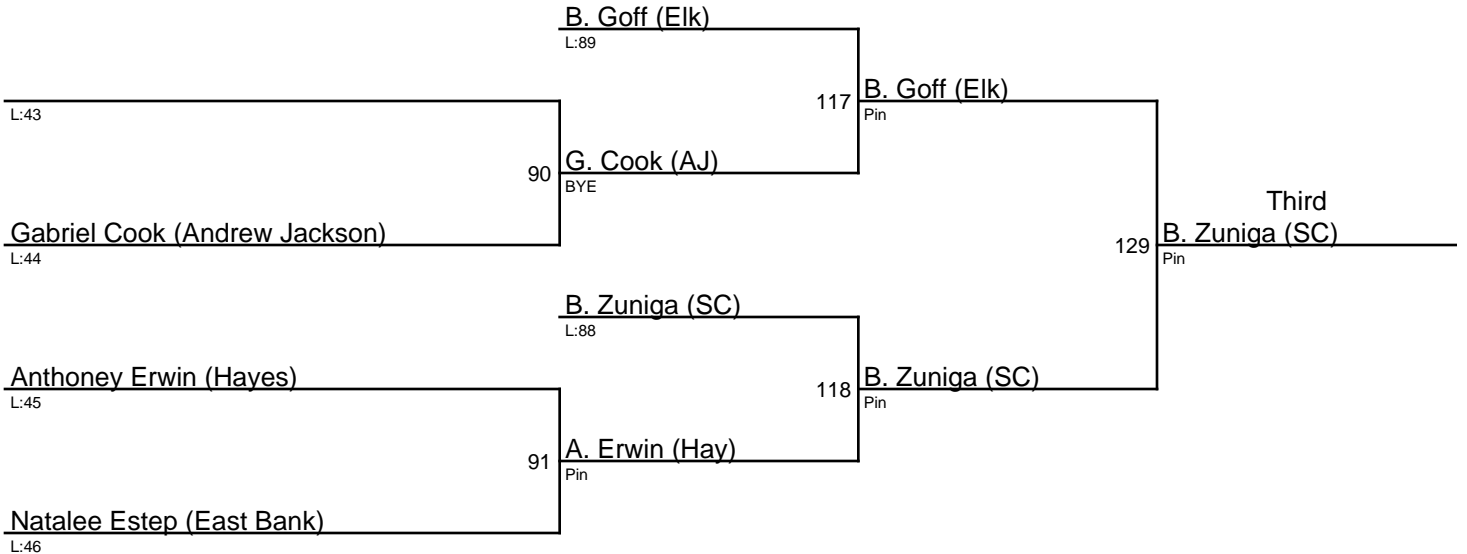 B. Goff (Elk)
L:89
L:43
117
B. Goff (Elk)
Pin
90
G. Cook (AJ)
BYE
Gabriel Cook (Andrew Jackson)
L:44
Third
129
B. Zuniga (SC)
Pin
B. Zuniga (SC)
L:88
Anthoney Erwin (Hayes)
L:45
118
B. Zuniga (SC)
Pin
91
A. Erwin (Hay)
Pin
Natalee Estep (East Bank)
L:46